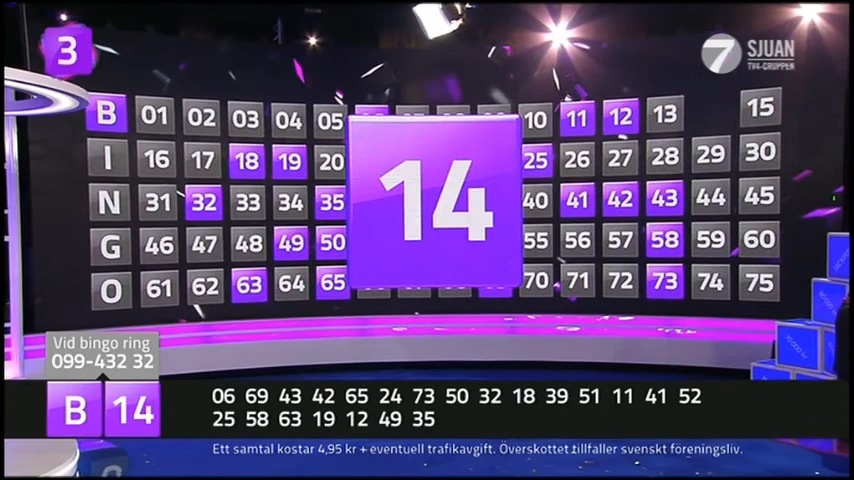 3
7 SJUAN
TV4-GRUPPEN
B 01 02 03 04 05 10 11 12 13 15
I 16 17 18 19 20 25 26 27 28 29 30
14
N 31 32 33 34 35 40 41 42 43 44 45
G 46 47 48 49 50 55 56 57 58 59 60
O 61 62 63 64 65 70 71 72 73 74 75
Vid bingo ring
099-432 32
B 14
06 69 43 42 65 24 73 50 32 18 39 51 11 41 52
25 58 63 19 12 49 35
Ett samtal kostar 4,95 kr + eventuell trafikavgift. Överskottet tillfaller svenskt föreningsliv.